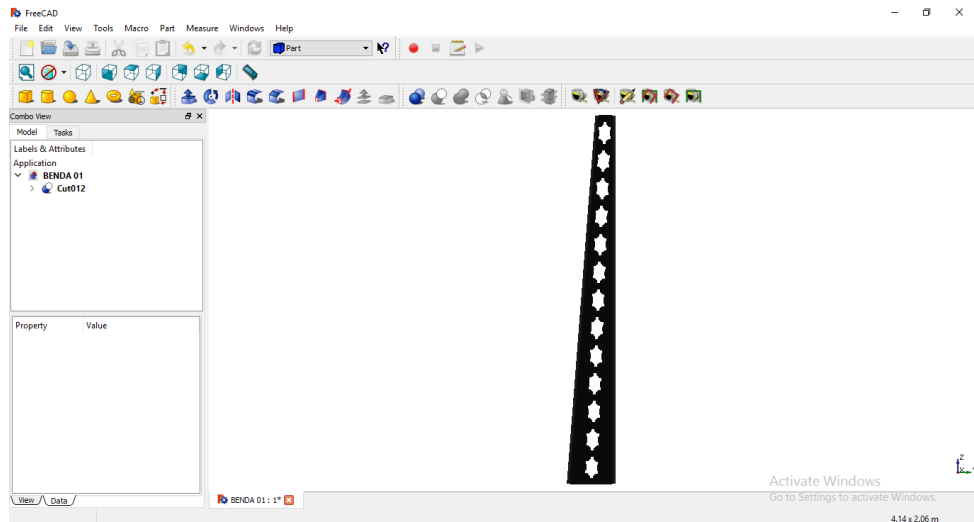 FreeCAD
File Edit View Tools Macro Part Measure Windows Help
Part
Combo View
Model Tasks
Labels & Attributes
Application
BENDA 01
Cut012
Property Value
View Data
BENDA 01 : 1*
Z
X
Activate Windows
Go to Settings to activate Windows.
4,14 x 2,06 m